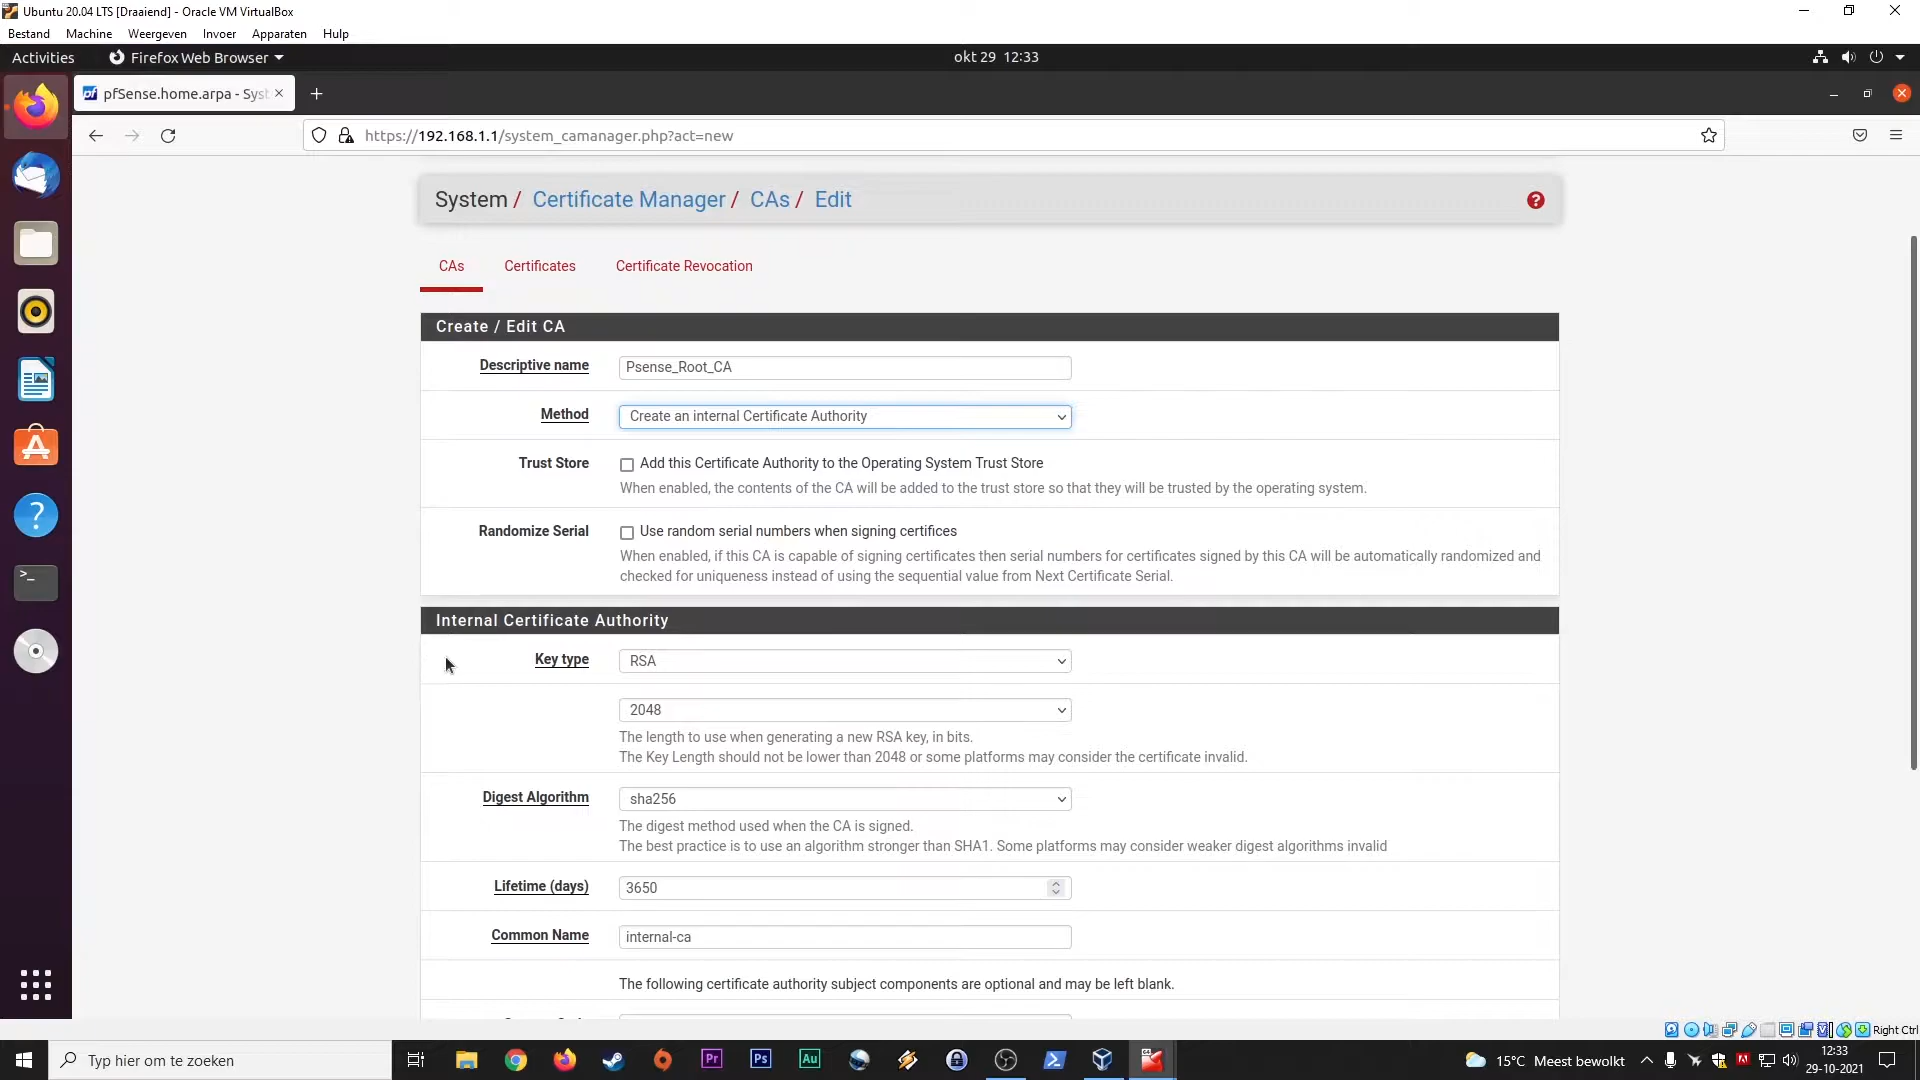 Ubuntu 20.04 LTS [Draaiend] - Oracle VM VirtualBox
Bestand Machine Weergeven Invoer Apparaten Hulp
Activities Firefox Web Browser okt 29 12:33
pf pfSense.home.arpa - Syst
https://192.168.1.1/system_camanager.php?act=new
System / Certificate Manager / CAs / Edit
CAs Certificates Certificate Revocation
Create / Edit CA
Descriptive name Psense_Root_CA
Method Create an internal Certificate Authority
Trust Store Add this Certificate Authority to the Operating System Trust Store
When enabled, the contents of the CA will be added to the trust store so that they will be trusted by the operating system.
Randomize Serial Use random serial numbers when signing certifices
When enabled, if this CA is capable of signing certificates then serial numbers for certificates signed by this CA will be automatically randomized and
checked for uniqueness instead of using the sequential value from Next Certificate Serial.
Internal Certificate Authority
Key type RSA
2048
The length to use when generating a new RSA key, in bits.
The Key Length should not be lower than 2048 or some platforms may consider the certificate invalid.
Digest Algorithm sha256
The digest method used when the CA is signed.
The best practice is to use an algorithm stronger than SHA1. Some platforms may consider weaker digest algorithms invalid
Lifetime (days) 3650
Common Name internal-ca
The following certificate authority subject components are optional and may be left blank.
Right Ctrl
Typ hier om te zoeken Pr Ps Au 15°C Meest bewolkt 12:33
29-10-2021